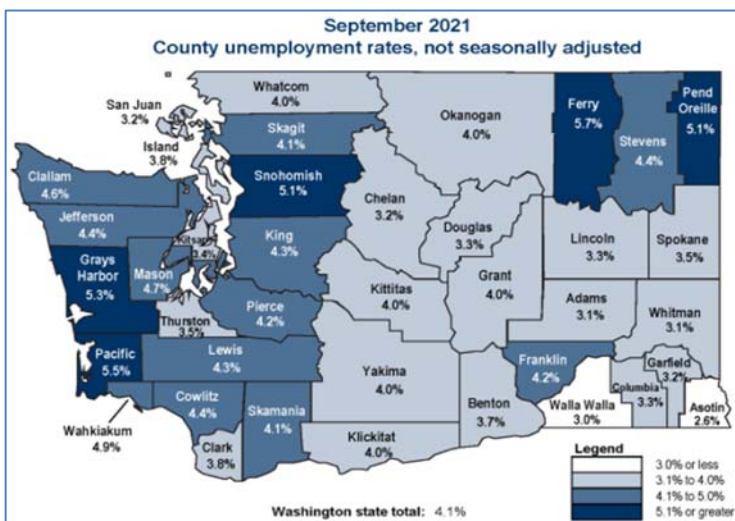 September 2021
County unemployment rates, not seasonally adjusted
Whatcom
4.0%
San Juan
3.2%
Island
3.8%
Skagit
4.1%
Okanogan
4.0%
Ferry
5.7%
Stevens
4.4%
Pend
Oreille
5.1%
Clallam
4.6%
Snohomish
5.1%
Chelan
3.2%
Jefferson
4.4%
Kitsap
3.4%
King
4.3%
Douglas
3.3%
Lincoln
3.3%
Spokane
3.5%
Grays
Harbor
5.3%
Mason
4.7%
Kittitas
4.0%
Grant
4.0%
Adams
3.1%
Whitman
3.1%
Thurston
3.5%
Pierce
4.2%
Pacific
5.5%
Lewis
4.3%
Yakima
4.0%
Franklin
4.2%
Garfield
3.2%
Columbia
3.3%
Asotin
2.6%
Wahkiakum
4.9%
Cowlitz
4.4%
Skamania
4.1%
Benton
3.7%
Walla Walla
3.0%
Clark
3.8%
Klickitat
4.0%
Legend
3.0% or less
3.1% to 4.0%
4.1% to 5.0%
5.1% or greater
Washington state total: 4.1%